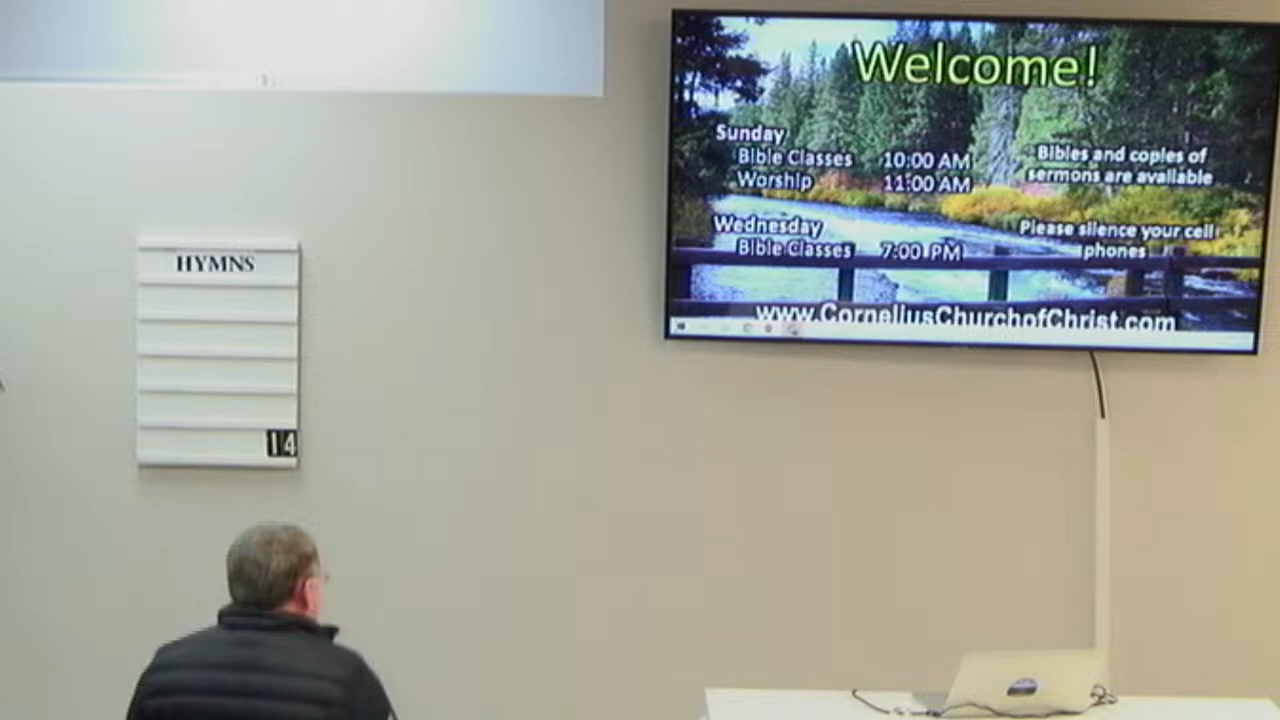 Welcome!
Sunday
Bible Classes 10:00 AM
Worship 11:00 AM
Bibles and copies of
sermons are available
Wednesday
Bible Classes 7:00 PM
Please silence your cell
phones
www.CorneliusChurchofChrist.com
HYMNS
14